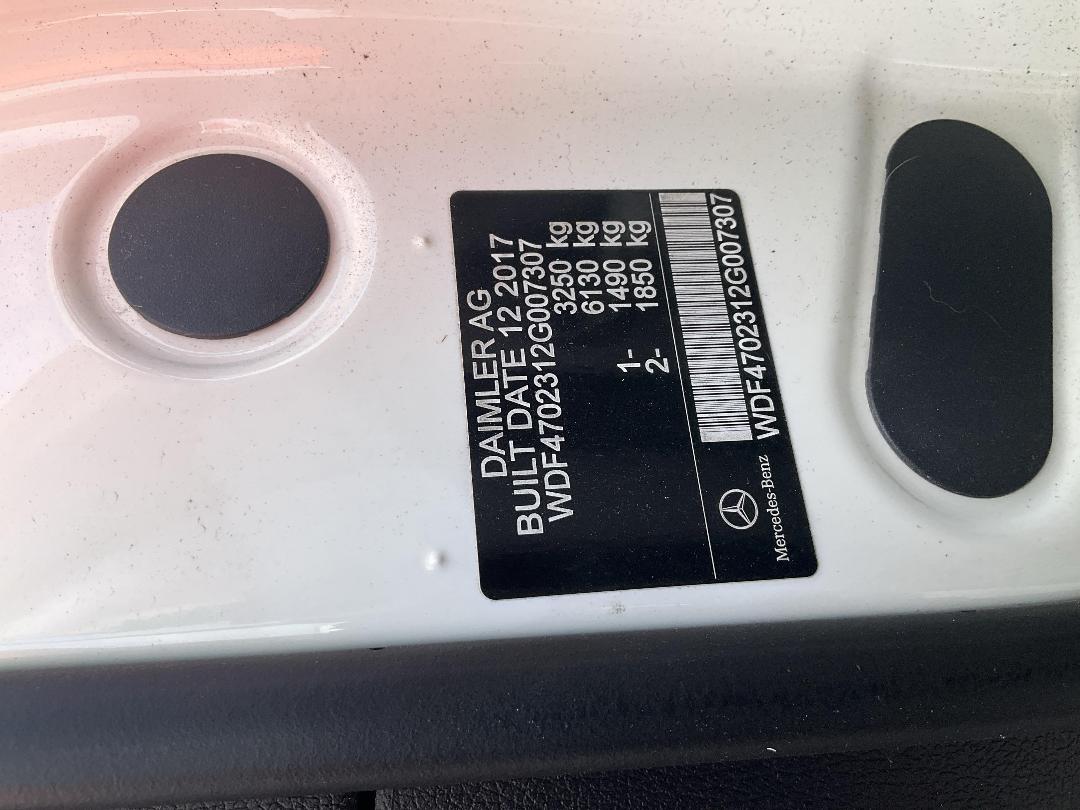 DAIMLER AG
BUILT DATE 12 2017
WDF4702312G007307
3250 kg
6130 kg
1- 1490 kg
2- 1850 kg
Mercedes-Benz
WDF4702312G007307